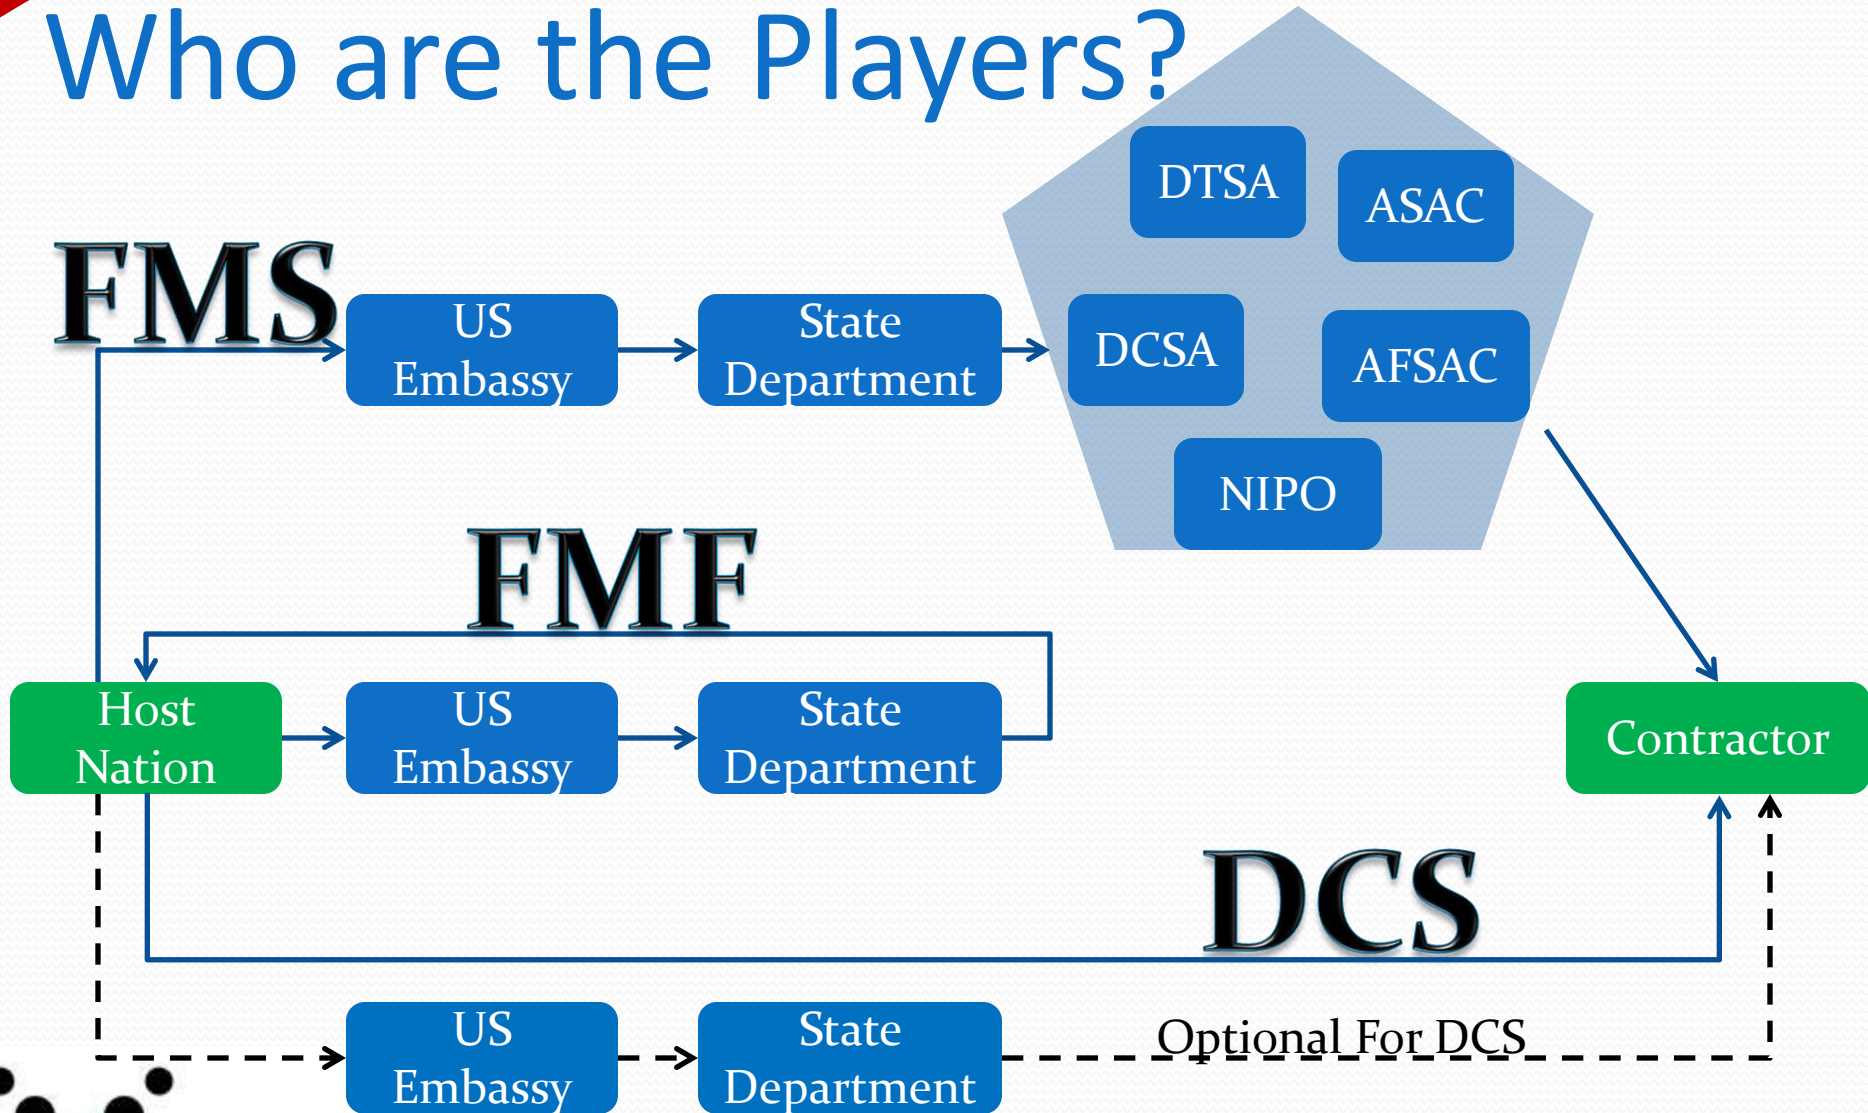 Who are the Players?
DTSA
ASAC
FMS
US
Embassy
State
Department
DCSA
AFSAC
NIPO
FMF
Host
Nation
US
Embassy
State
Department
Contractor
DCS
US
Embassy
State
Department
Optional For DCS